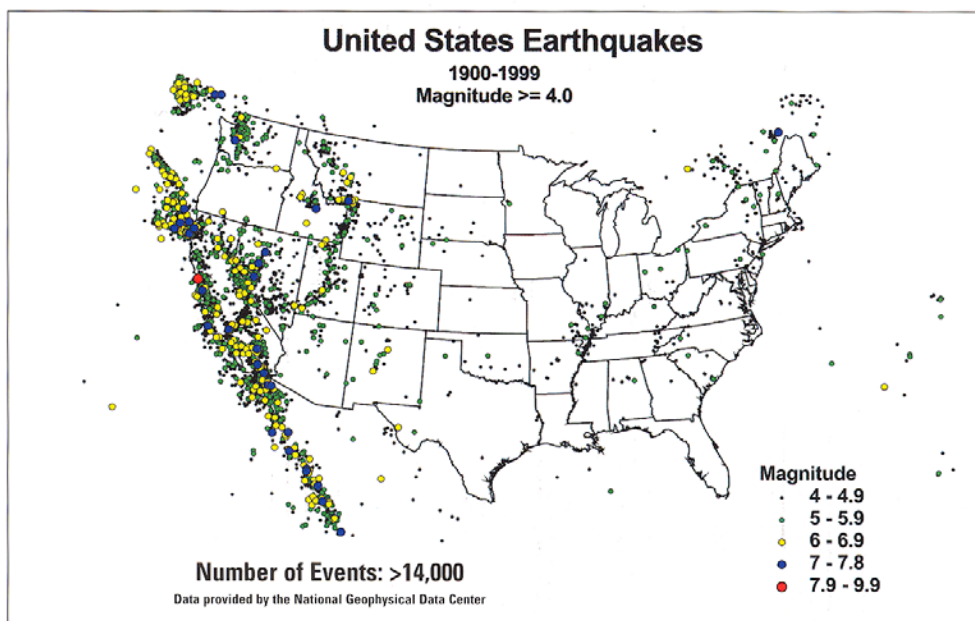 United States Earthquakes
1900-1999
Magnitude >= 4.0
Magnitude
4 - 4.9
5 - 5.9
6 - 6.9
7 - 7.8
7.9 - 9.9
Number of Events: >14,000
Data provided by the National Geophysical Data Center